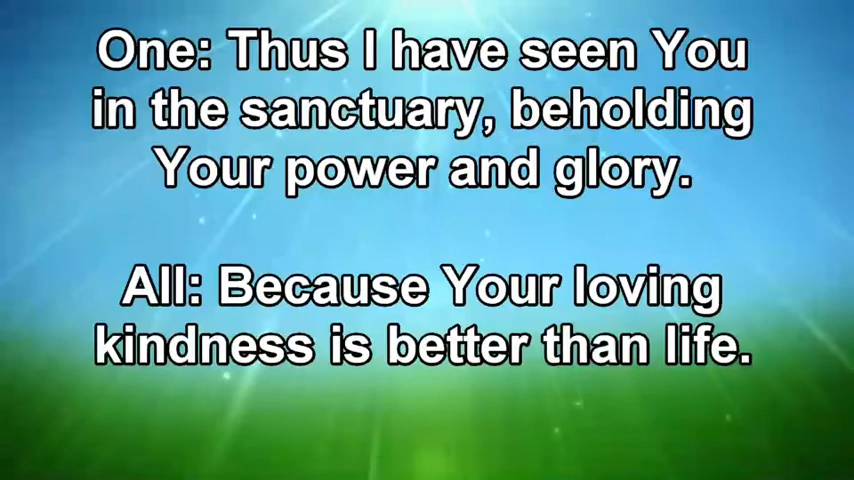 One: Thus I have seen You
in the sanctuary, beholding
Your power and glory.
All: Because Your loving
kindness is better than life.